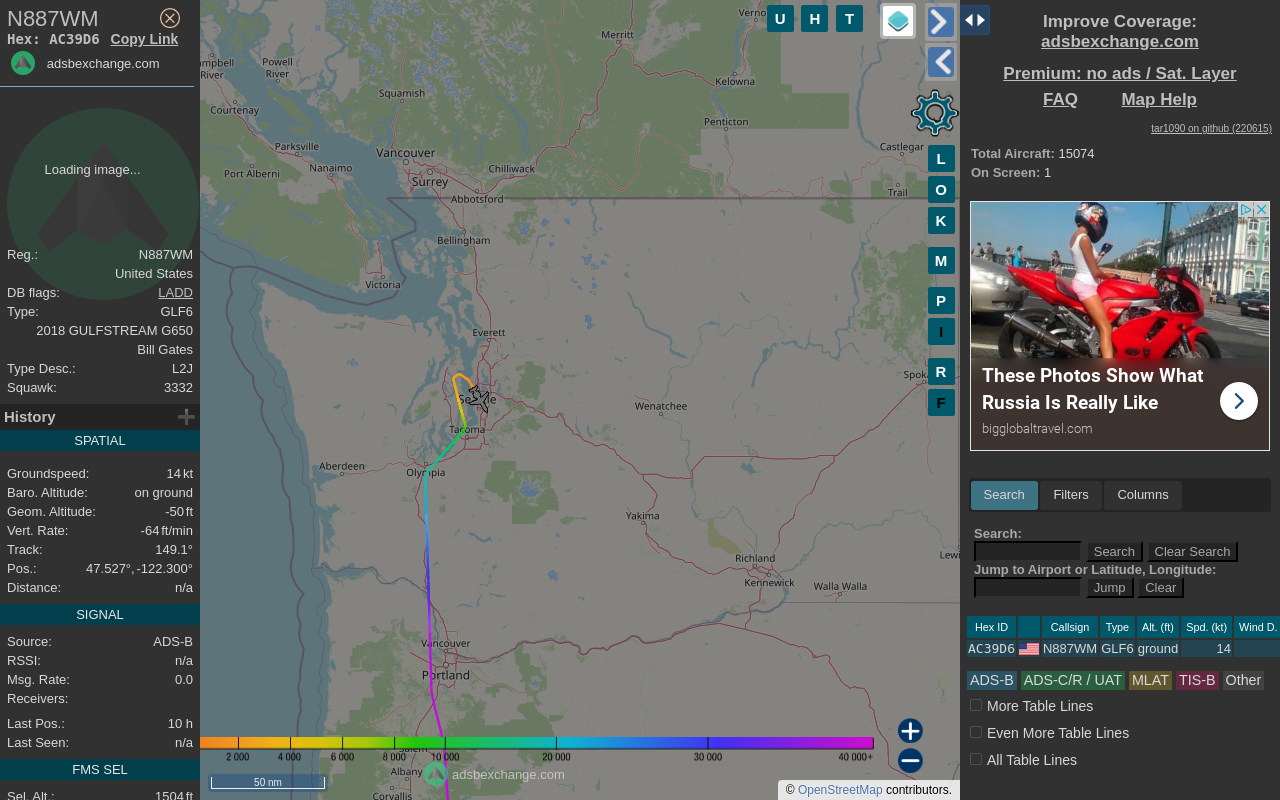 N887WM
Hex: AC39D6 Copy Link
adsbexchange.com
Loading image...
Reg.: N887WM
United States
DB flags: LADD
Type: GLF6
2018 GULFSTREAM G650
Bill Gates
Type Desc.: L2J
Squawk: 3332
History
SPATIAL
Groundspeed: 14 kt
Baro. Altitude: on ground
Geom. Altitude: -50 ft
Vert. Rate: -64 ft/min
Track: 149.1°
Pos.: 47.527°, -122.300°
Distance: n/a
SIGNAL
Source: ADS-B
RSSI: n/a
Msg. Rate: 0.0
Receivers:
Last Pos.: 10 h
Last Seen: n/a
FMS SEL
Sel. Alt.: 1504 ft
U H T
Merritt
Powell
River
River
Squamish
Kelowna
Courtenay
Penticton
Parksville
Vancouver
Nanaimo
Port Alberni
Chilliwack
Castlegar
Surrey
Abbotsford
Trail
Bellingham
Victoria
Everett
Wenatchee
Tacoma
Aberdeen
Olympia
Yakima
Richland
Kennewick
Walla Walla
Vancouver
Portland
Salem
Albany
Corvallis
L
O
K
M
P
I
R
F
2 000 4 000 6 000 8 000 10 000 20 000 30 000 40 000+
adsbexchange.com
50 nm
© OpenStreetMap contributors.
Improve Coverage:
adsbexchange.com
Premium: no ads / Sat. Layer
FAQ Map Help
tar1090 on github (220615)
Total Aircraft: 15074
On Screen: 1
These Photos Show What
Russia Is Really Like
bigglobaltravel.com
Search Filters Columns
Search:
Search Clear Search
Jump to Airport or Latitude, Longitude:
Jump Clear
Hex ID Callsign Type Alt. (ft) Spd. (kt) Wind D.
AC39D6 N887WM GLF6 ground 14
ADS-B ADS-C/R / UAT MLAT TIS-B Other
More Table Lines
Even More Table Lines
All Table Lines